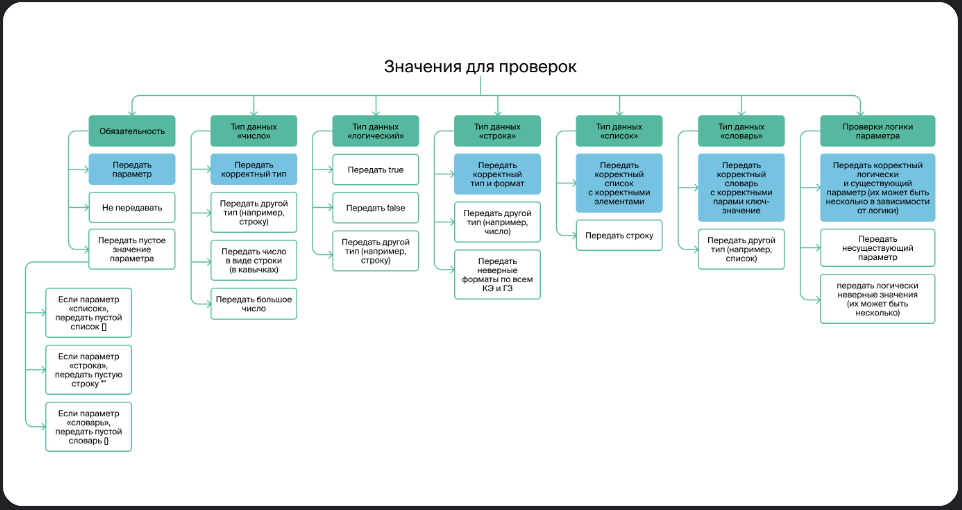 Значения для проверок
Обязательность
Передать
параметр
Не передавать
Передать пустое
значение
параметра
Если параметр
«список»,
передать пустой
список []
Если параметр
«строка»,
передать пустую
строку ""
Если параметр
«словарь»,
передать пустой
словарь {}
Тип данных
«число»
Передать
корректный тип
Передать другой
тип (например,
строку)
Передать число
в виде строки
(в кавычках)
Передать большое
число
Тип данных
«логический»
Передать true
Передать false
Передать другой
тип (например,
строку)
Тип данных
«строка»
Передать
корректный
тип и формат
Передать другой
тип (например,
число)
Передать
неверные
форматы по всем
КЭ и ГЗ
Тип данных
«список»
Передать
корректный
список
с корректными
элементами
Передать строку
Тип данных
«словарь»
Передать
корректный
словарь
с корректными
парами ключ-
значение
Передать другой
тип (например,
список)
Проверки логики
параметра
Передать корректный
логически
и существующий
параметр (их может быть
несколько в зависимости
от логики)
Передать
несуществующий
параметр
передать логически
неверные значения
(их может быть
несколько)